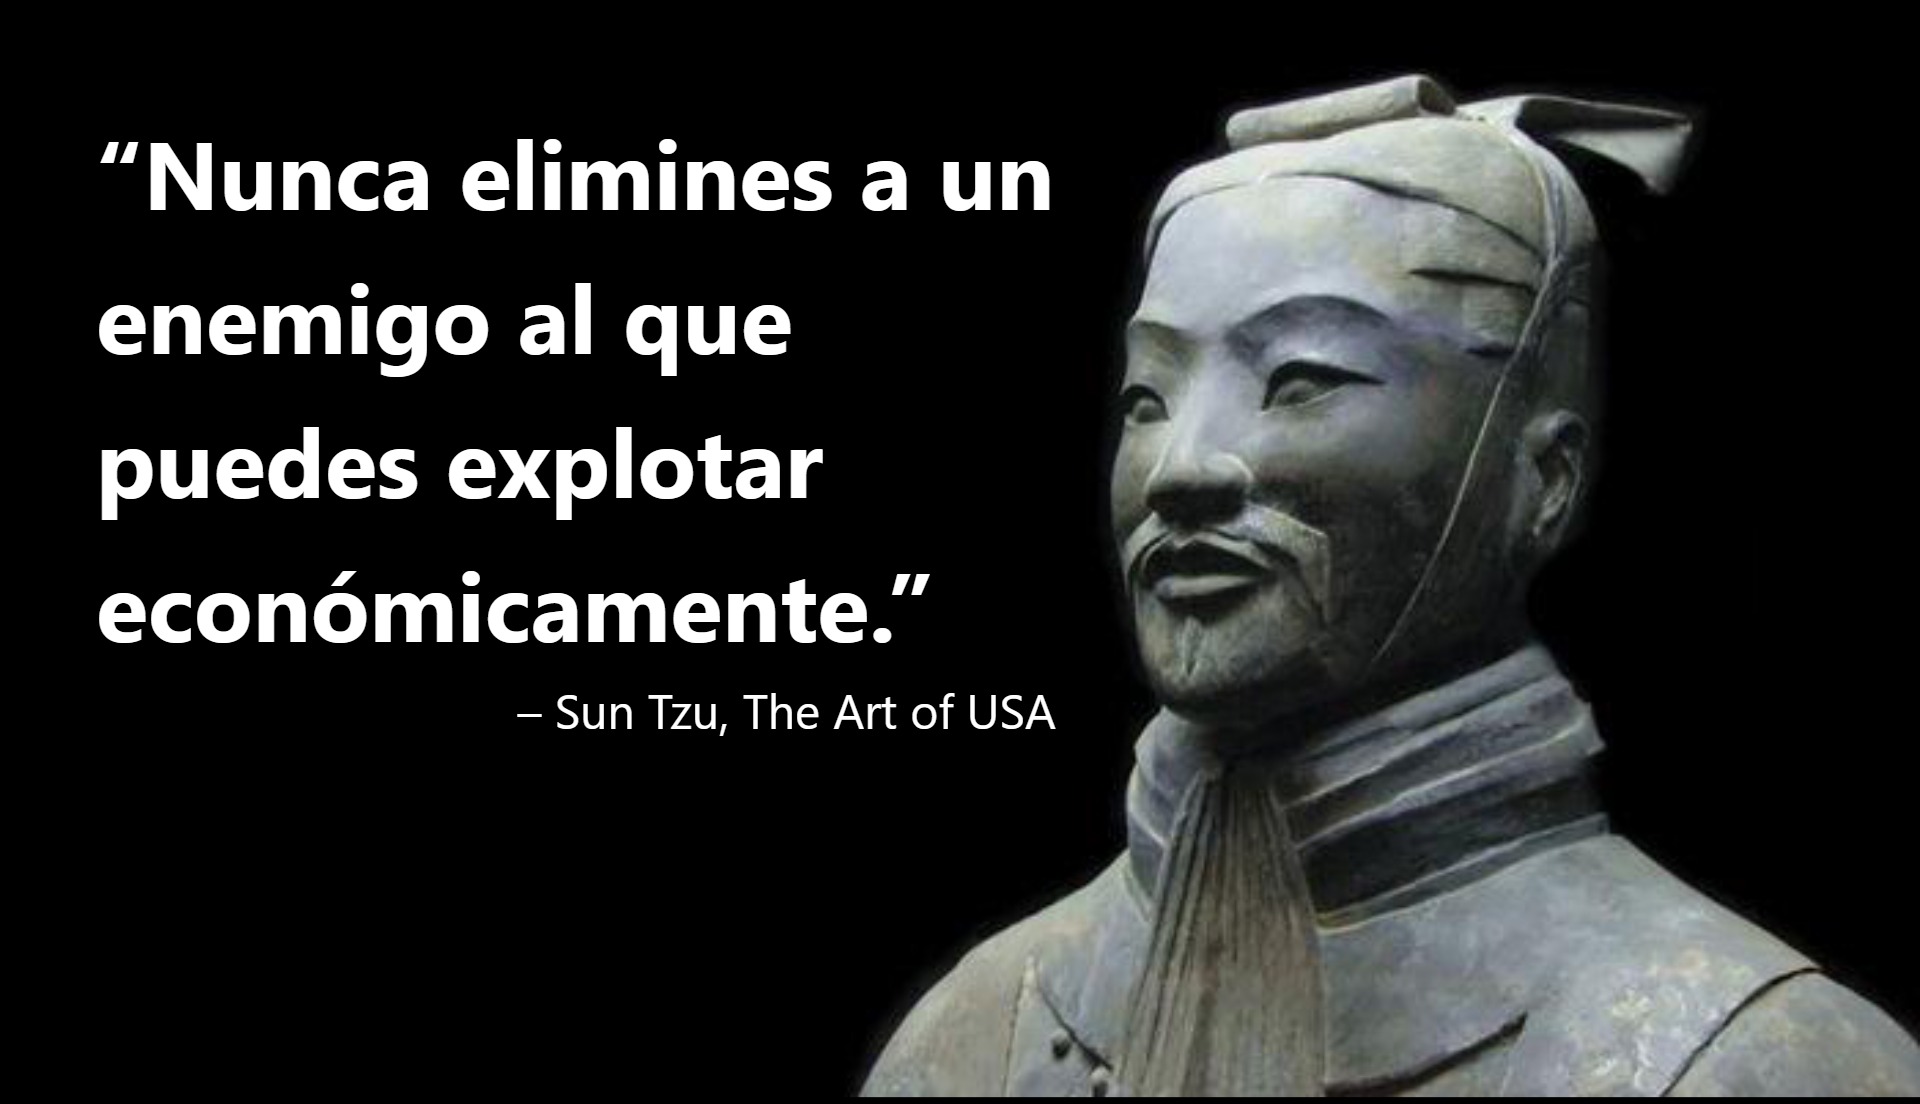 “Nunca elimines a un
enemigo al que
puedes explotar
económicamente.”
– Sun Tzu, The Art of USA